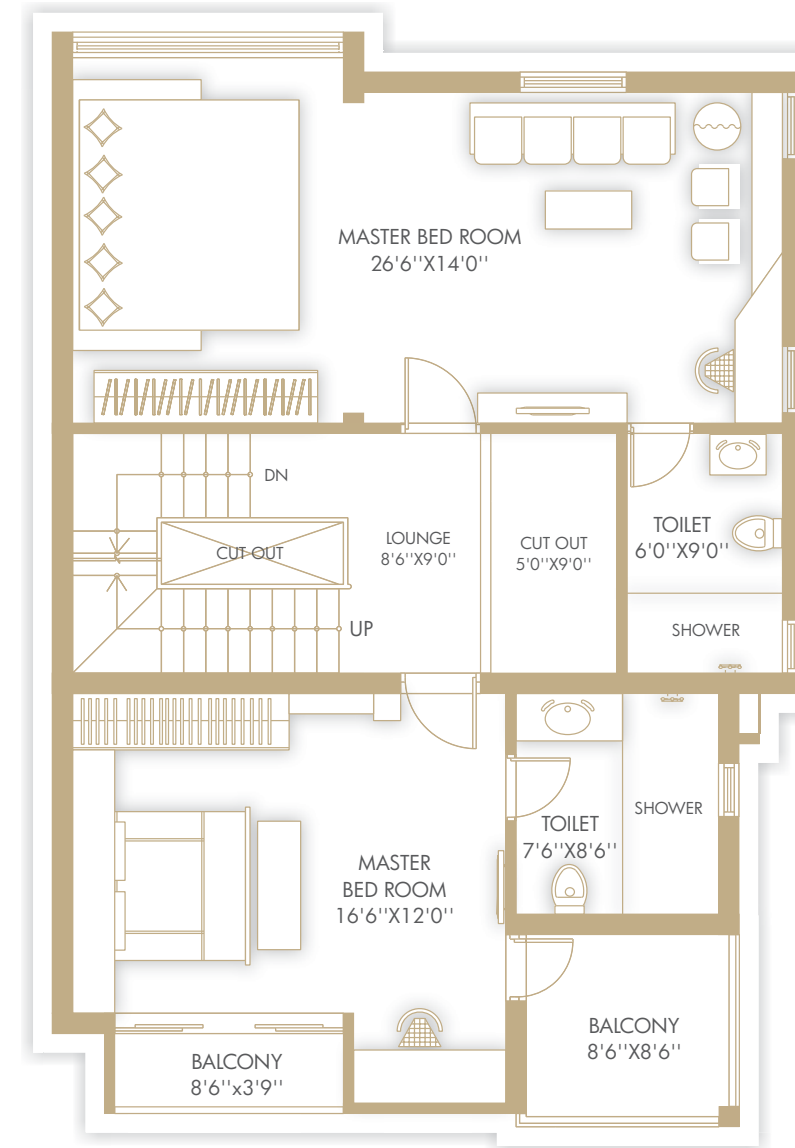 MASTER BED ROOM
26'6''X14'0''
DN
CUT OUT
LOUNGE
8'6''X9'0''
CUT OUT
5'0''X9'0''
TOILET
6'0''X9'0''
UP
SHOWER
SHOWER
TOILET
7'6''X8'6''
MASTER
BED ROOM
16'6''X12'0''
BALCONY
8'6''X8'6''
BALCONY
8'6''x3'9''